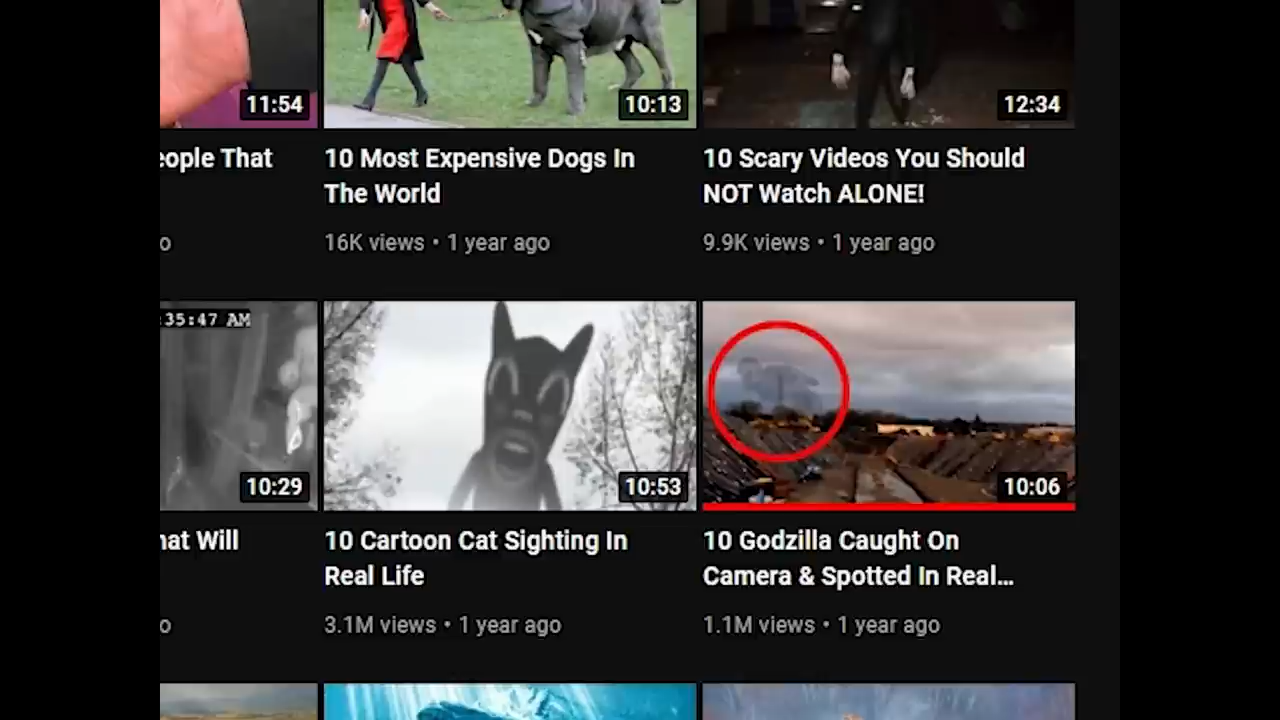 11:54
10:13
12:34
eople That
10 Most Expensive Dogs In
The World
10 Scary Videos You Should
NOT Watch ALONE!
o
16K views • 1 year ago
9.9K views • 1 year ago
:35:47 AM
10:29
10:53
10:06
hat Will
10 Cartoon Cat Sighting In
Real Life
10 Godzilla Caught On
Camera & Spotted In Real...
o
3.1M views • 1 year ago
1.1M views • 1 year ago